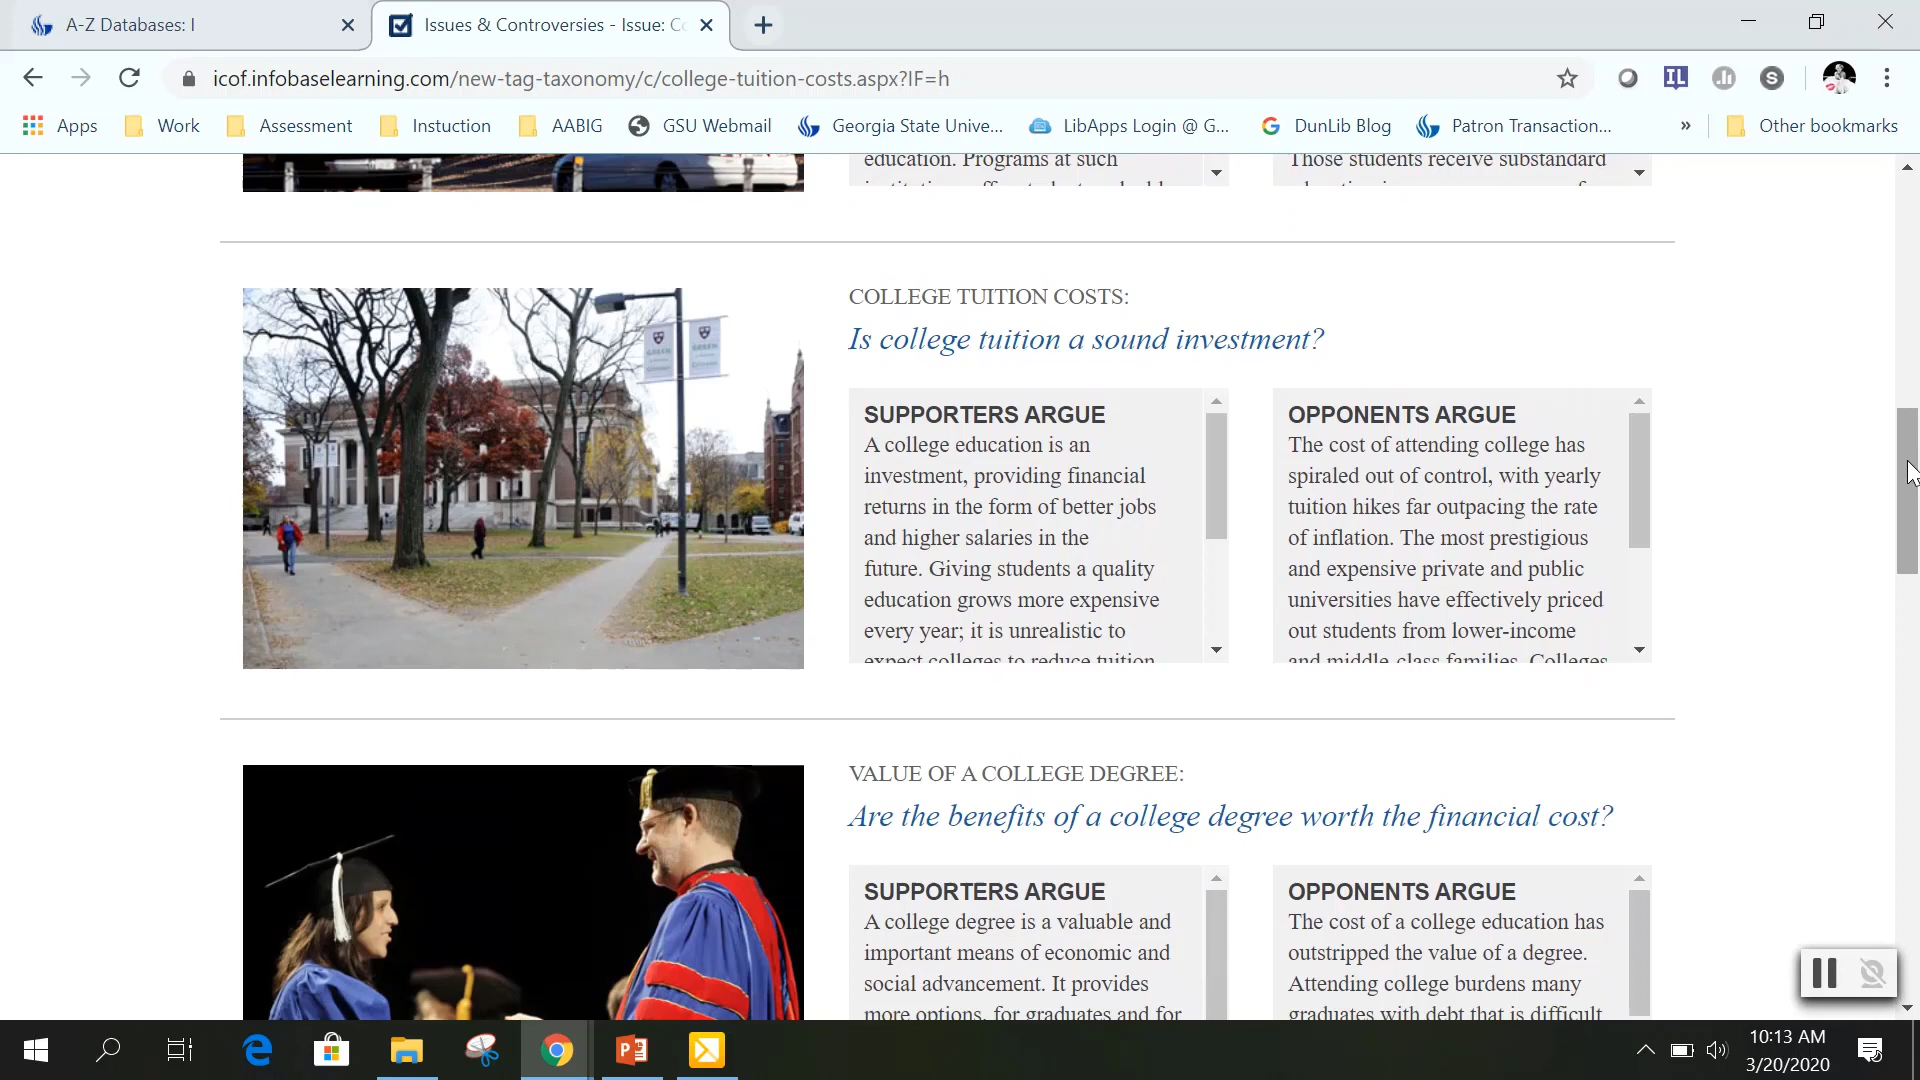 A-Z Databases: I
Issues & Controversies - Issue: Co
icof.infobaselearning.com/new-tag-taxonomy/c/college-tuition-costs.aspx?IF=h
IL
S
Apps
Work
Assessment
Instuction
AABIG
GSU Webmail
Georgia State Unive...
LibApps Login @ G...
DunLib Blog
Patron Transaction...
»
Other bookmarks
education. Programs at such
Those students receive substandard
COLLEGE TUITION COSTS:
Is college tuition a sound investment?
SUPPORTERS ARGUE
A college education is an
investment, providing financial
returns in the form of better jobs
and higher salaries in the
future. Giving students a quality
education grows more expensive
every year; it is unrealistic to
expect colleges to reduce tuition
OPPONENTS ARGUE
The cost of attending college has
spiraled out of control, with yearly
tuition hikes far outpacing the rate
of inflation. The most prestigious
and expensive private and public
universities have effectively priced
out students from lower-income
and middle-class families. Colleges
VALUE OF A COLLEGE DEGREE:
Are the benefits of a college degree worth the financial cost?
SUPPORTERS ARGUE
A college degree is a valuable and
important means of economic and
social advancement. It provides
more options, for graduates and for
OPPONENTS ARGUE
The cost of a college education has
outstripped the value of a degree.
Attending college burdens many
graduates with debt that is difficult
10:13 AM
3/20/2020